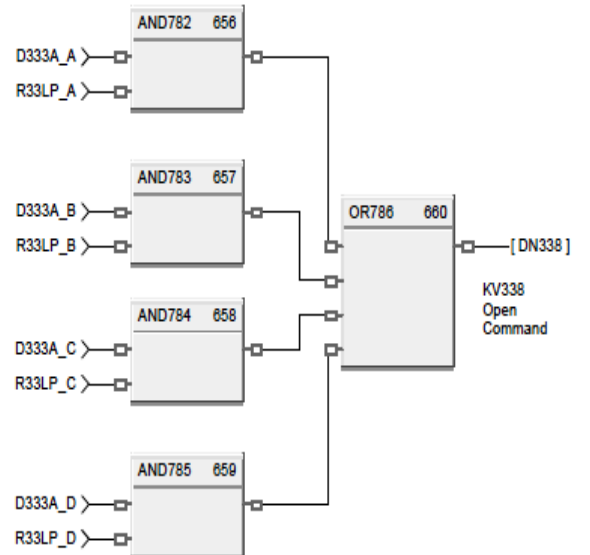 AND782 656
D333A_A
R33LP_A
AND783 657
D333A_B
R33LP_B
OR786 660
[ DN338 ]
KV338
Open
Command
AND784 658
D333A_C
R33LP_C
AND785 659
D333A_D
R33LP_D